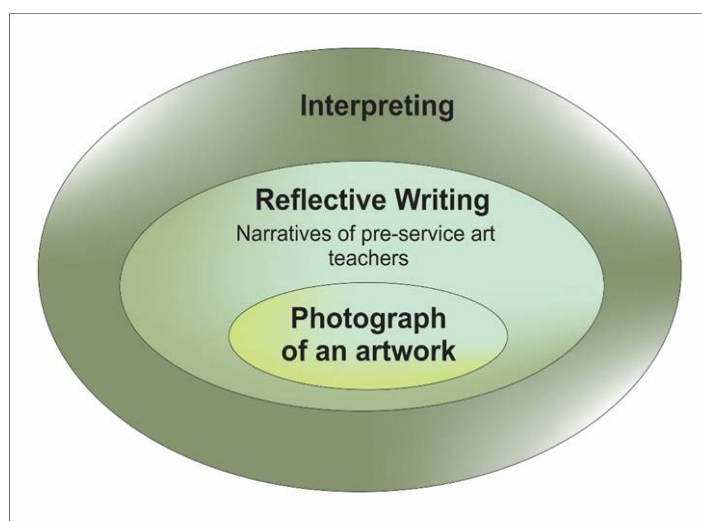 Interpreting
Reflective Writing
Narratives of pre-service art
teachers
Photograph
of an artwork